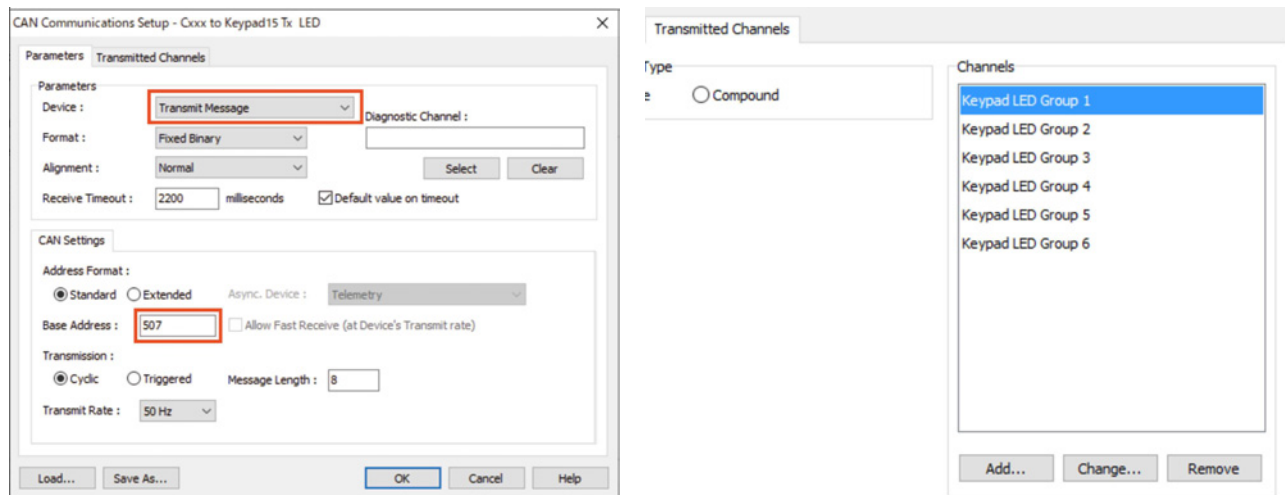 CAN Communications Setup - Cxxx to Keypad15 Tx LED
Parameters Transmitted Channels
Parameters
Device : Transmit Message
Diagnostic Channel :
Format : Fixed Binary
Alignment : Normal Select Clear
Receive Timeout : 2200 milliseconds Default value on timeout
CAN Settings
Address Format :
Standard Extended Async. Device : Telemetry
Base Address : 507 Allow Fast Receive (at Device's Transmit rate)
Transmission :
Cyclic Triggered Message Length : 8
Transmit Rate : 50 Hz
Load... Save As... OK Cancel Help
Transmitted Channels
Type
e Compound
Channels
Keypad LED Group 1
Keypad LED Group 2
Keypad LED Group 3
Keypad LED Group 4
Keypad LED Group 5
Keypad LED Group 6
Add... Change... Remove